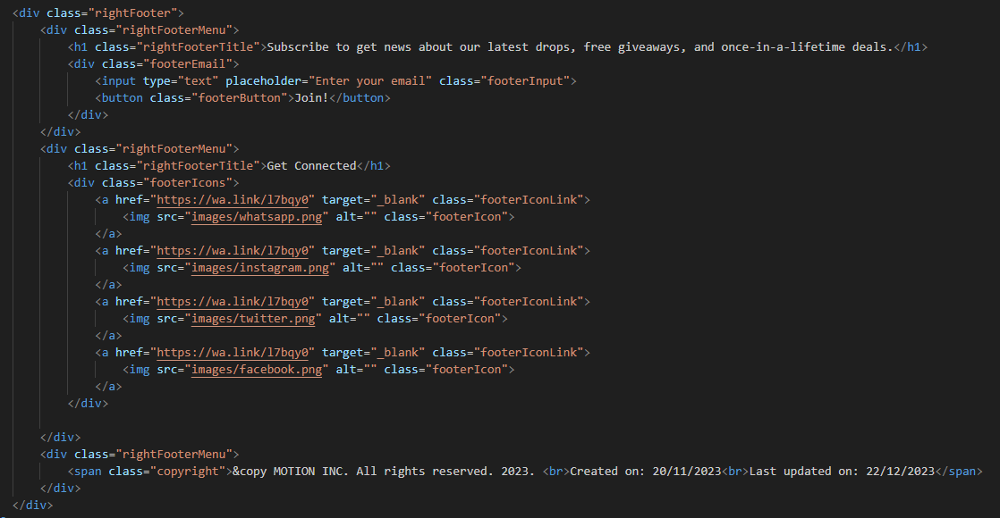 <div class="rightFooter">
    <div class="rightFooterMenu">
        <h1 class="rightFooterTitle">Subscribe to get news about our latest drops, free giveaways, and once-in-a-lifetime deals.</h1>
        <div class="footerEmail">
            <input type="text" placeholder="Enter your email" class="footerInput">
            <button class="footerButton">Join!</button>
        </div>
    </div>
    <div class="rightFooterMenu">
        <h1 class="rightFooterTitle">Get Connected</h1>
        <div class="footerIcons">
            <a href="https://wa.link/l7bqy0" target="_blank" class="footerIconLink">
                <img src="images/whatsapp.png" alt="" class="footerIcon">
            </a>
            <a href="https://wa.link/l7bqy0" target="_blank" class="footerIconLink">
                <img src="images/instagram.png" alt="" class="footerIcon">
            </a>
            <a href="https://wa.link/l7bqy0" target="_blank" class="footerIconLink">
                <img src="images/twitter.png" alt="" class="footerIcon">
            </a>
            <a href="https://wa.link/l7bqy0" target="_blank" class="footerIconLink">
                <img src="images/facebook.png" alt="" class="footerIcon">
            </a>
        </div>

    </div>
    <div class="rightFooterMenu">
        <span class="copyright">&copy MOTION INC. All rights reserved. 2023. <br>Created on: 20/11/2023<br>Last updated on: 22/12/2023</span>
    </div>
</div>